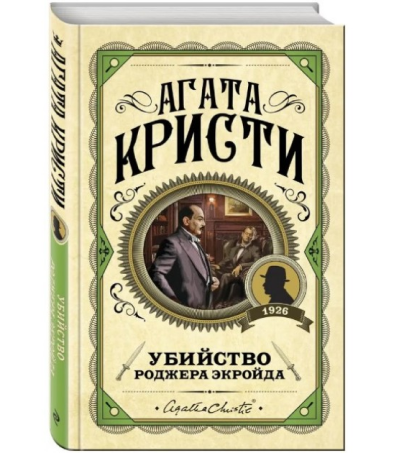 АГАТА
КРИСТИ
1926
УБИЙСТВО
РОДЖЕРА ЭКРОЙДА
Agatha Christie
АГАТА КРИСТИ
УБИЙСТВО
РОДЖЕРА ЭКРОЙДА